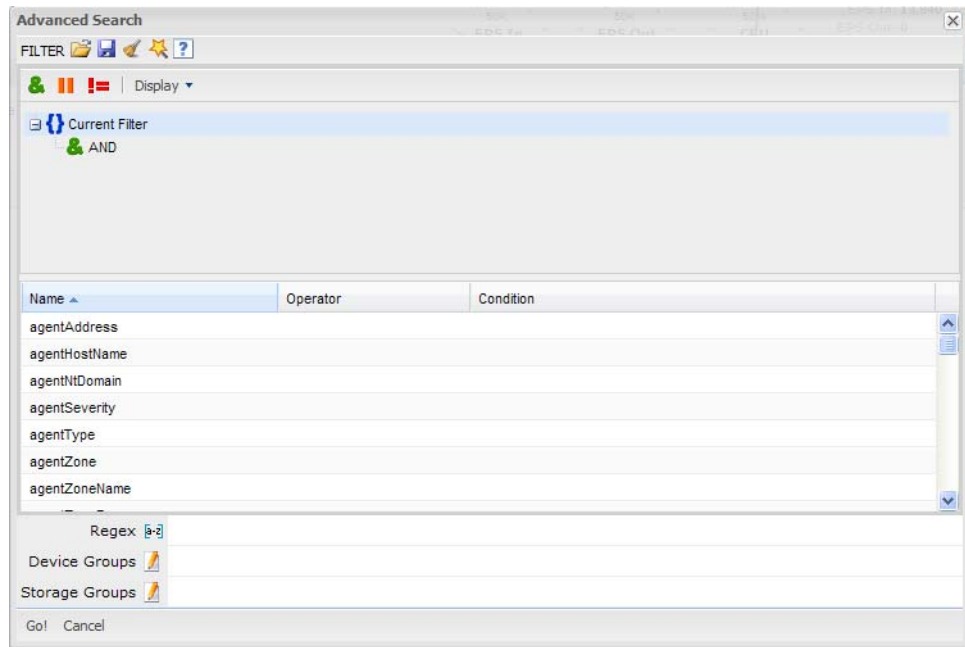 Advanced Search
FILTER
Display
Current Filter
& AND
Name Operator Condition
agentAddress
agentHostName
agentNtDomain
agentSeverity
agentType
agentZone
agentZoneName
Regex
Device Groups
Storage Groups
Go! Cancel